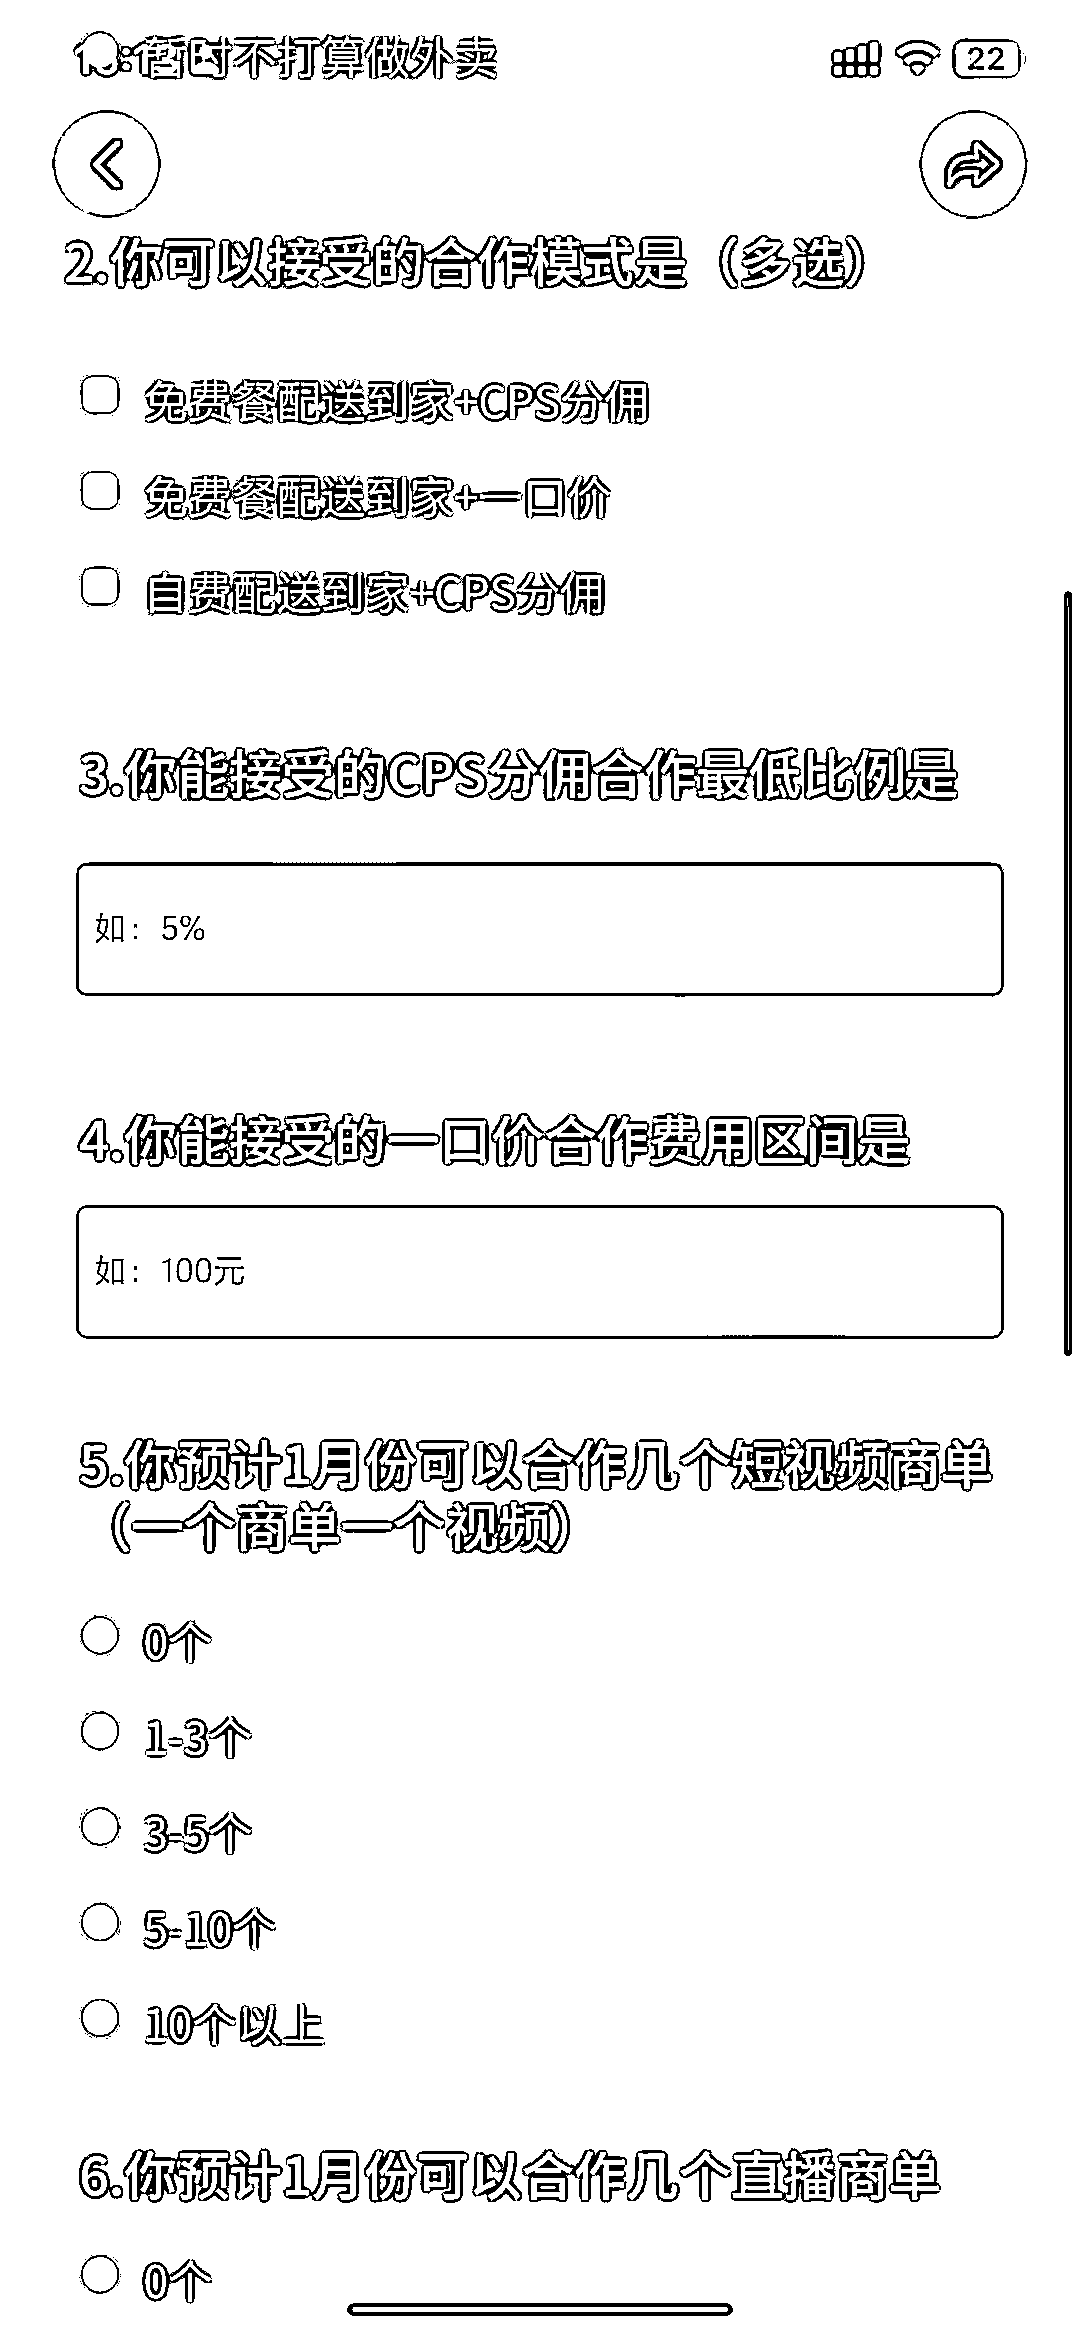 暂时不打算做外卖
22
2.你可以接受的合作模式是（多选）
免费餐配送到家+CPS分佣
免费餐配送到家+一口价
自费配送到家+CPS分佣
3.你能接受的CPS分佣合作最低比例是
如：5%
4.你能接受的一口价合作费用区间是
如：100元
5.你预计1月份可以合作几个短视频商单
（一个商单一个视频）
0个
1-3个
3-5个
5-10个
10个以上
6.你预计1月份可以合作几个直播商单
0个